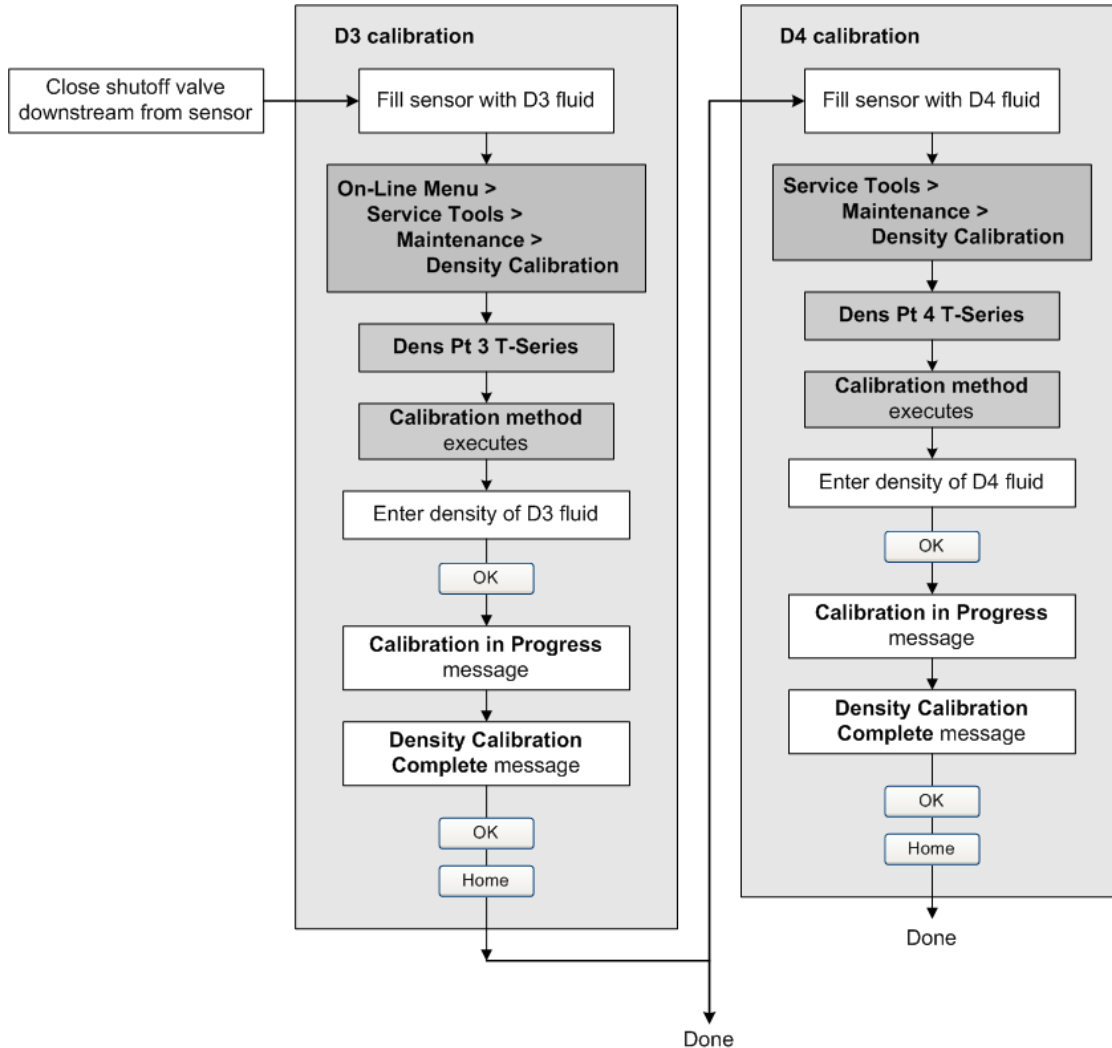 D3 calibration
Close shutoff valve
downstream from sensor
Fill sensor with D3 fluid
On-Line Menu >
Service Tools >
Maintenance >
Density Calibration
Dens Pt 3 T-Series
Calibration method
executes
Enter density of D3 fluid
OK
Calibration in Progress
message
Density Calibration
Complete message
OK
Home
Done
D4 calibration
Fill sensor with D4 fluid
Service Tools >
Maintenance >
Density Calibration
Dens Pt 4 T-Series
Calibration method
executes
Enter density of D4 fluid
OK
Calibration in Progress
message
Density Calibration
Complete message
OK
Home
Done